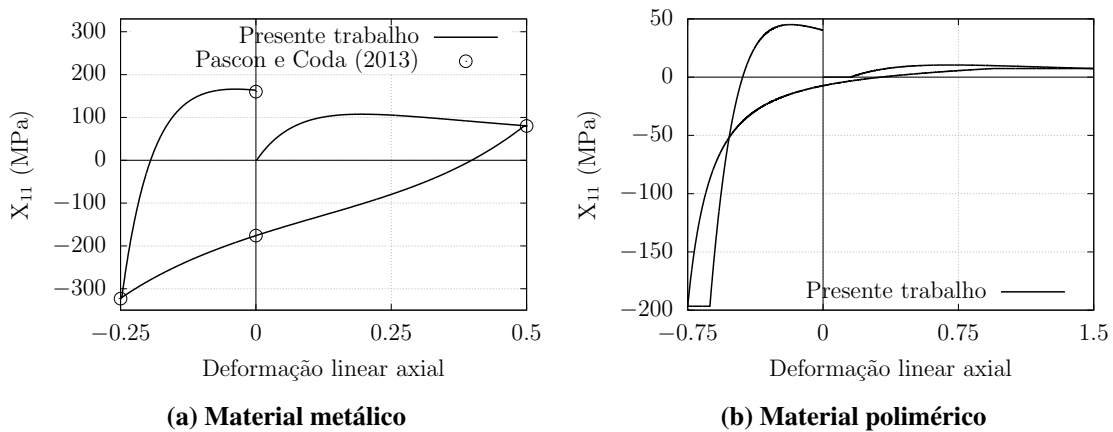 300
200
100
0
−100
−200
−300
X11 (MPa)
−0.25
0
0.25
0.5
Deformação linear axial
Presente trabalho
Pascon e Coda (2013)
(a) Material metálico
50
0
−50
−100
−150
−200
X11 (MPa)
−0.75
0
0.75
1.5
Deformação linear axial
Presente trabalho
(b) Material polimérico